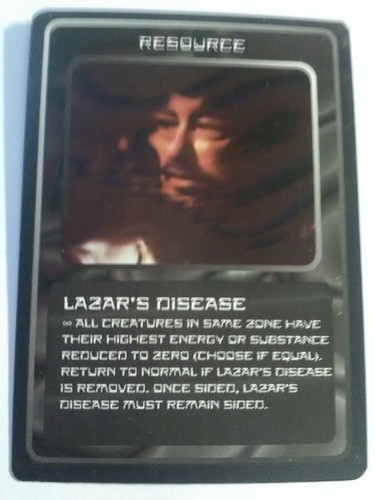 RESOURCE
LAZAR'S DISEASE
∞ ALL CREATURES IN SAME ZONE HAVE
THEIR HIGHEST ENERGY OR SUBSTANCE
REDUCED TO ZERO (CHOOSE IF EQUAL).
RETURN TO NORMAL IF LAZAR'S DISEASE
IS REMOVED. ONCE SIDED, LAZAR'S
DISEASE MUST REMAIN SIDED.